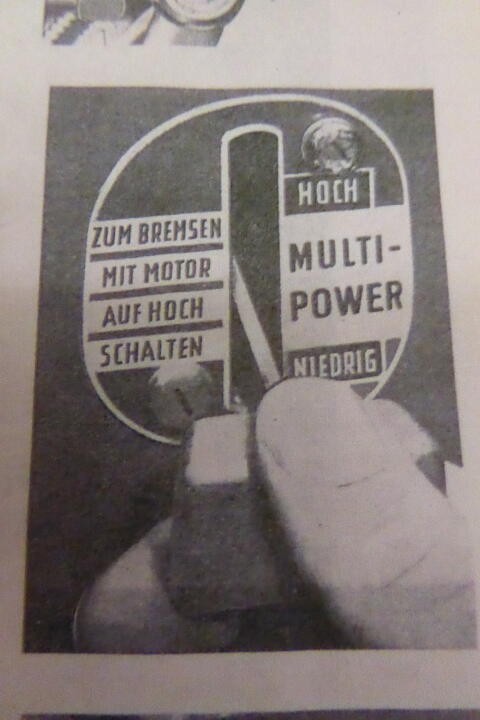 ZUM BREMSEN
MIT MOTOR
AUF HOCH
SCHALTEN
HOCH
MULTI-
POWER
NIEDRIG